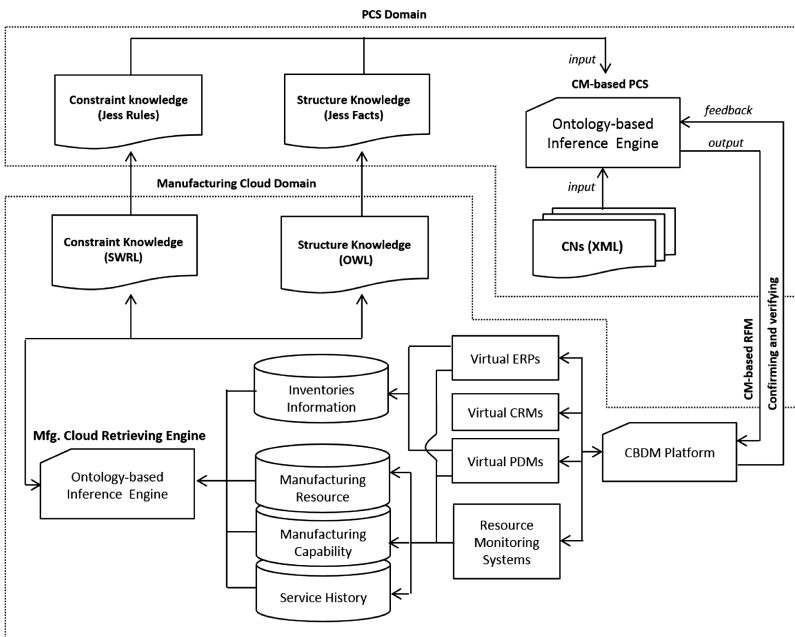 PCS Domain
input
CM-based PCS
Constraint knowledge
(Jess Rules)
Structure Knowledge
(Jess Facts)
Ontology-based
Inference Engine
feedback
output
input
Manufacturing Cloud Domain
Constraint Knowledge
(SWRL)
Structure Knowledge
(OWL)
CNs (XML)
CM-based RFM
Confirming and verifying
Virtual ERPs
Inventories
Information
Virtual CRMs
Mfg. Cloud Retrieving Engine
Ontology-based
Inference Engine
Virtual PDMs
CBDM Platform
Manufacturing
Resource
Manufacturing
Capability
Resource
Monitoring
Systems
Service History